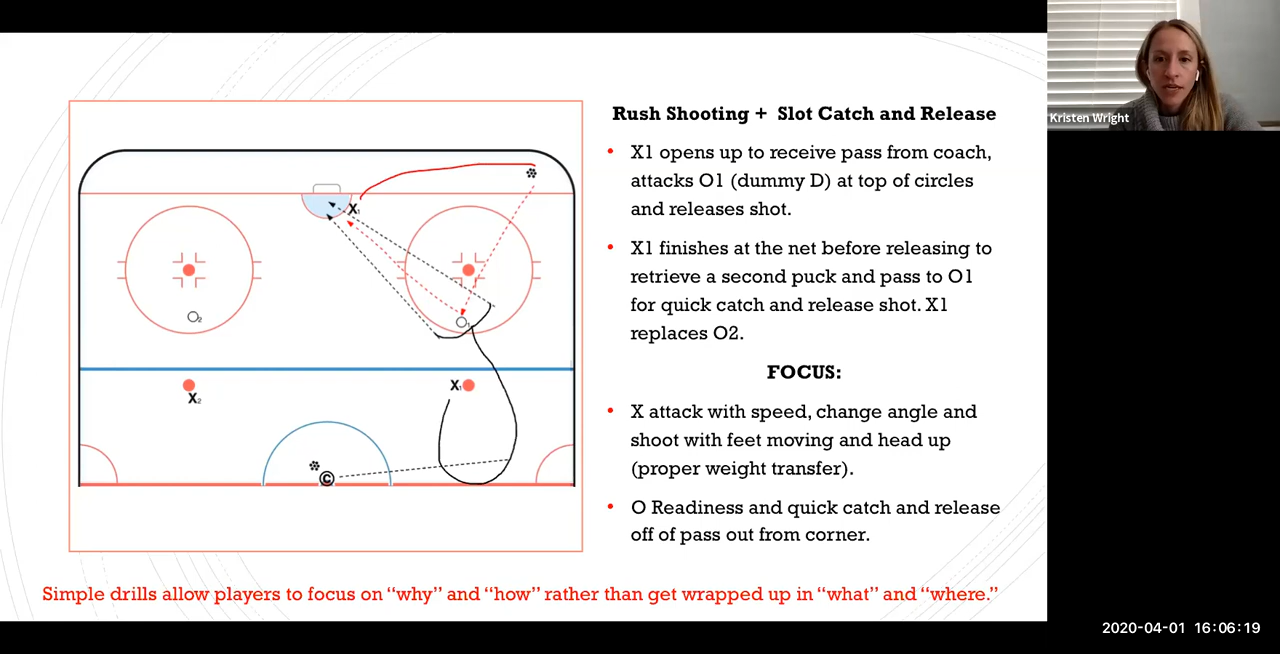 Rush Shooting + Slot Catch and Release
• X1 opens up to receive pass from coach,
attacks O1 (dummy D) at top of circles
and releases shot.
• X1 finishes at the net before releasing to
retrieve a second puck and pass to O1
for quick catch and release shot. X1
replaces O2.
FOCUS:
• X attack with speed, change angle and
shoot with feet moving and head up
(proper weight transfer).
• O Readiness and quick catch and release
off of pass out from corner.
X1
O2
O1
X1
X2
C
Simple drills allow players to focus on “why” and “how” rather than get wrapped up in “what” and “where.”
Kristen Wright
2020-04-01 16:06:19